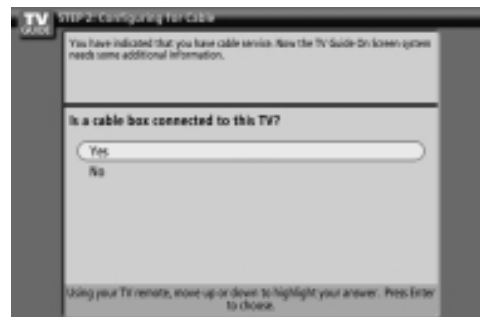 TV
GUIDE
STEP 2: Configuring for Cable
You have indicated that you have cable service. Now the TV Guide On Screen system
needs some additional information.
Is a cable box connected to this TV?
Yes
No
Using your TV remote, move up or down to highlight your answer. Press Enter
to choose.